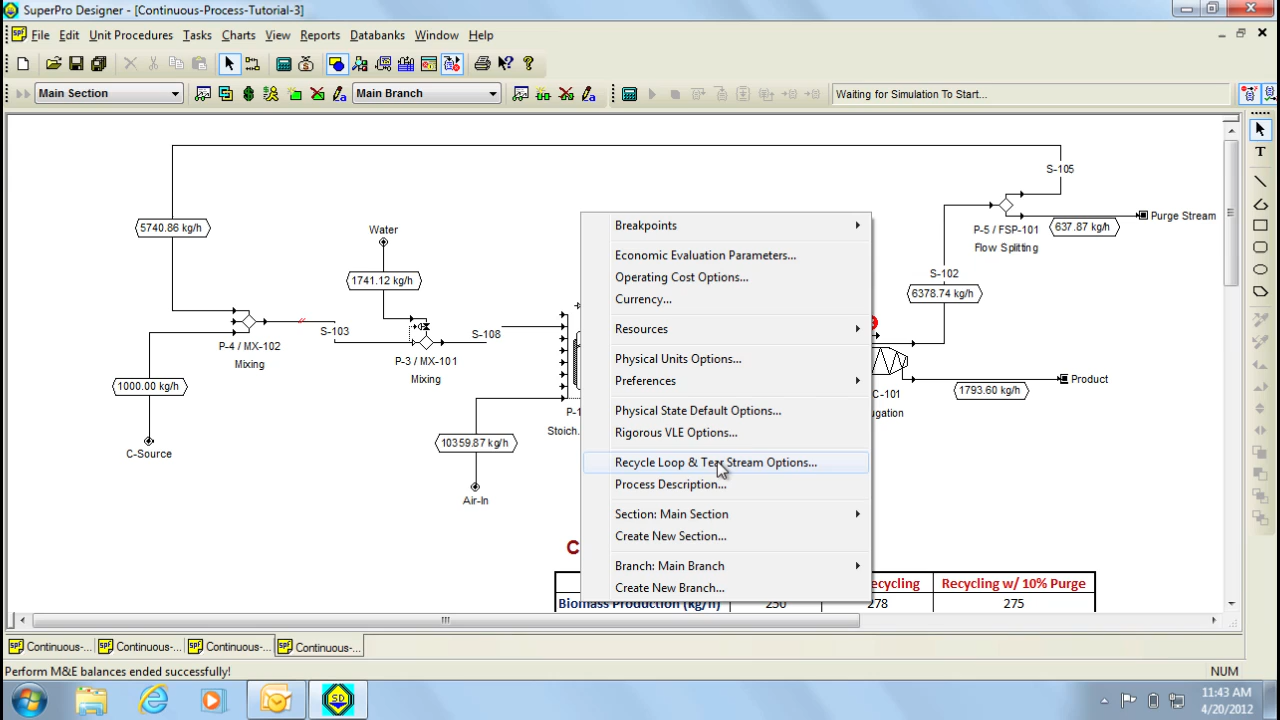 SuperPro Designer - [Continuous-Process-Tutorial-3]
File Edit Unit Procedures Tasks Charts View Reports Databanks Window Help
Main Section
Main Branch
Waiting for Simulation To Start...
S-105
Purge Stream
5740.86 kg/h
Water
P-5 / FSP-101
637.87 kg/h
Flow Splitting
1741.12 kg/h
S-102
6378.74 kg/h
S-103
S-108
P-4 / MX-102
Mixing
P-3 / MX-101
Mixing
1000.00 kg/h
C-Source
10359.87 kg/h
Air-In
P-1
Stoich.
C-101
ugation
1793.60 kg/h
Product
Breakpoints
Economic Evaluation Parameters...
Operating Cost Options...
Currency...
Resources
Physical Units Options...
Preferences
Physical State Default Options...
Rigorous VLE Options...
Recycle Loop & Tear Stream Options...
Process Description...
Section: Main Section
Create New Section...
Branch: Main Branch
Create New Branch...
C
ecycling Recycling w/ 10% Purge
Biomass Production (kg/h) 250 278 275
Continuous-... Continuous-... Continuous-... Continuous-...
Perform M&E balances ended successfully!
NUM
SD
11:43 AM
4/20/2012